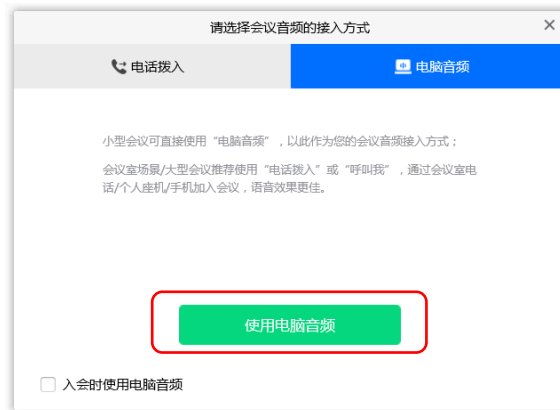 请选择会议音频的接入方式
电话拨入
电脑音频
小型会议可直接使用“电脑音频”，以此作为您的会议音频接入方式；
会议室场景/大型会议推荐使用“电话拨入”或“呼叫我”，通过会议室电
话/个人座机/手机加入会议，语音效果更佳。
使用电脑音频
入会时使用电脑音频